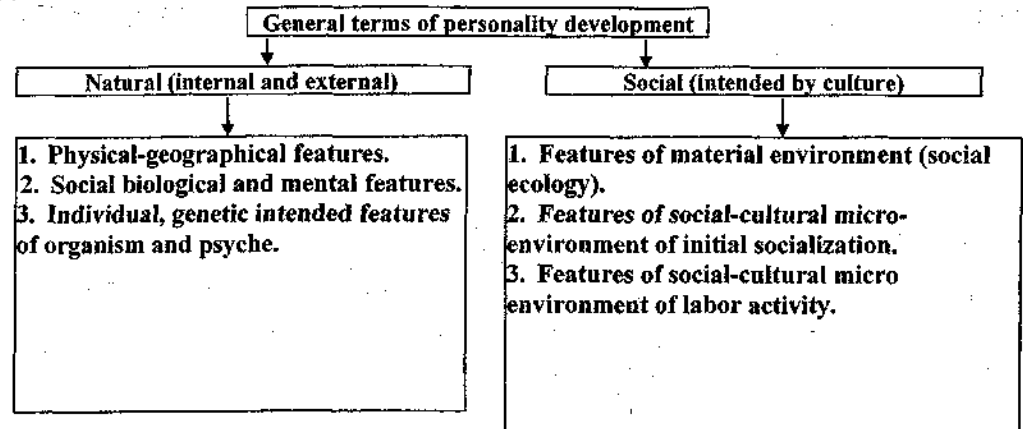 General terms of personality development
Natural (internal and external)
Social (intended by culture)
1. Physical-geographical features.
2. Social biological and mental features.
3. Individual, genetic intended features
of organism and psyche.
1. Features of material environment (social
ecology).
2. Features of social-cultural micro-
environment of initial socialization.
3. Features of social-cultural micro
environment of labor activity.